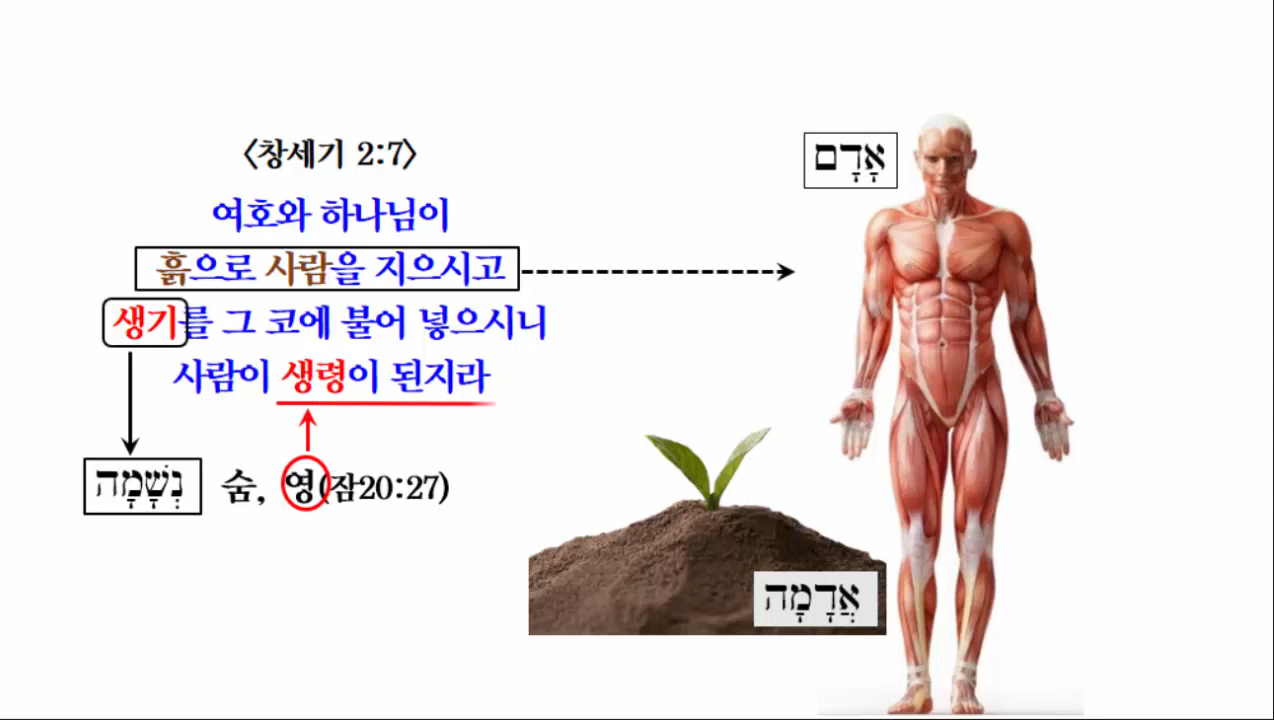 〈창세기 2:7〉
여호와 하나님이
흙으로 사람을 지으시고
생기를 그 코에 불어 넣으시니
사람이 생령이 된지라
נְשָׁמָה 숨, 영(잠20:27)
אָדָם
אֲדָמָה